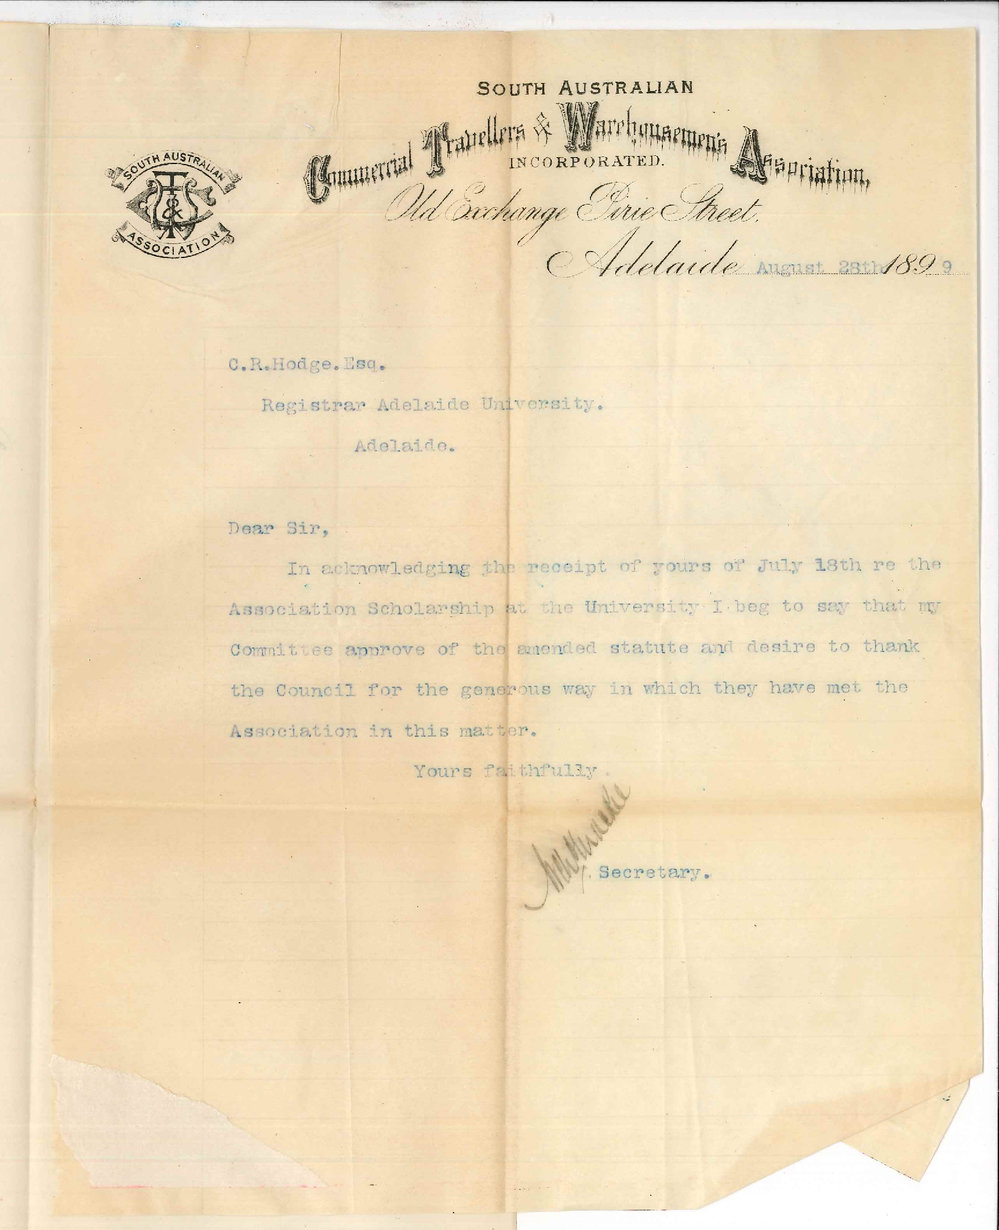 SOUTH AUSTRALIAN
Commercial Travellers & Warehousemen's Association,
INCORPORATED.
SOUTH AUSTRALIAN
ASSOCIATION
Old Exchange Pirie Street.
Adelaide August 28th 1899
C.R.Hodge.Esq.
Registrar Adelaide University.
Adelaide.
Dear Sir,
In acknowledging the receipt of yours of July 18th re the
Association Scholarship at the University I beg to say that my
Committee approve of the amended statute and desire to thank
the Council for the generous way in which they have met the
Association in this matter.
Yours faithfully.
Secretary.